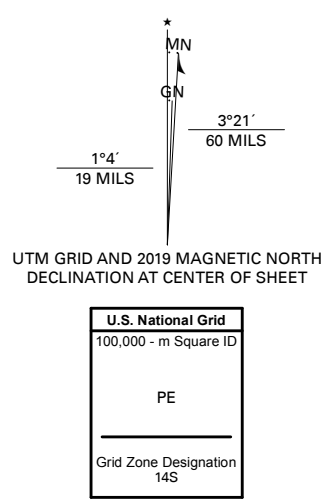 MN
GN
3°21´
60 MILS
1°4´
19 MILS
UTM GRID AND 2019 MAGNETIC NORTH
DECLINATION AT CENTER OF SHEET
U.S. National Grid
100,000 - m Square ID
PE
Grid Zone Designation
14S